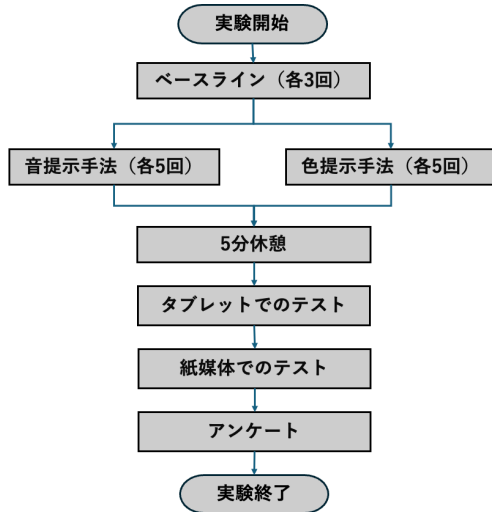 実験開始
ベースライン（各3回）
音提示手法（各5回）
色提示手法（各5回）
5分休憩
タブレットでのテスト
紙媒体でのテスト
アンケート
実験終了